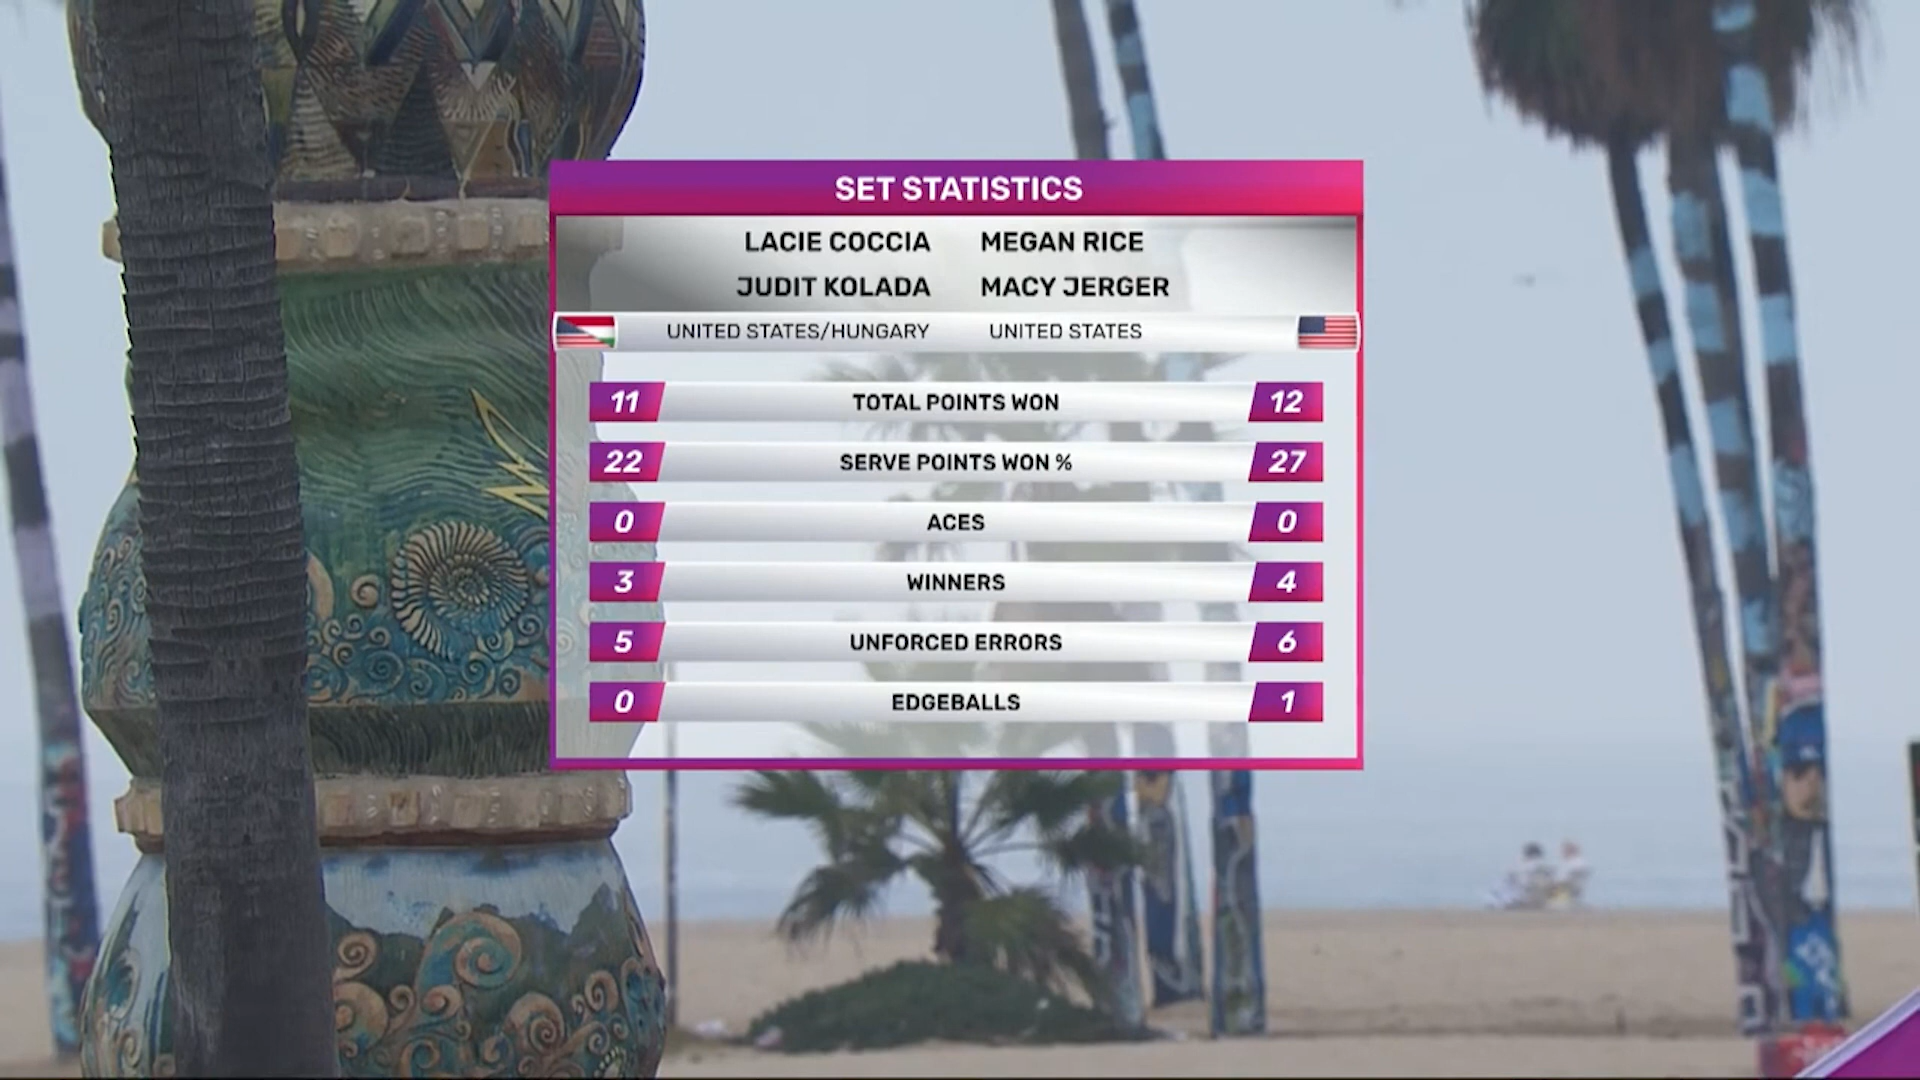 SET STATISTICS
LACIE COCCIA MEGAN RICE
JUDIT KOLADA MACY JERGER
UNITED STATES/HUNGARY UNITED STATES
11 TOTAL POINTS WON 12
22 SERVE POINTS WON % 27
0 ACES 0
3 WINNERS 4
5 UNFORCED ERRORS 6
0 EDGEBALLS 1